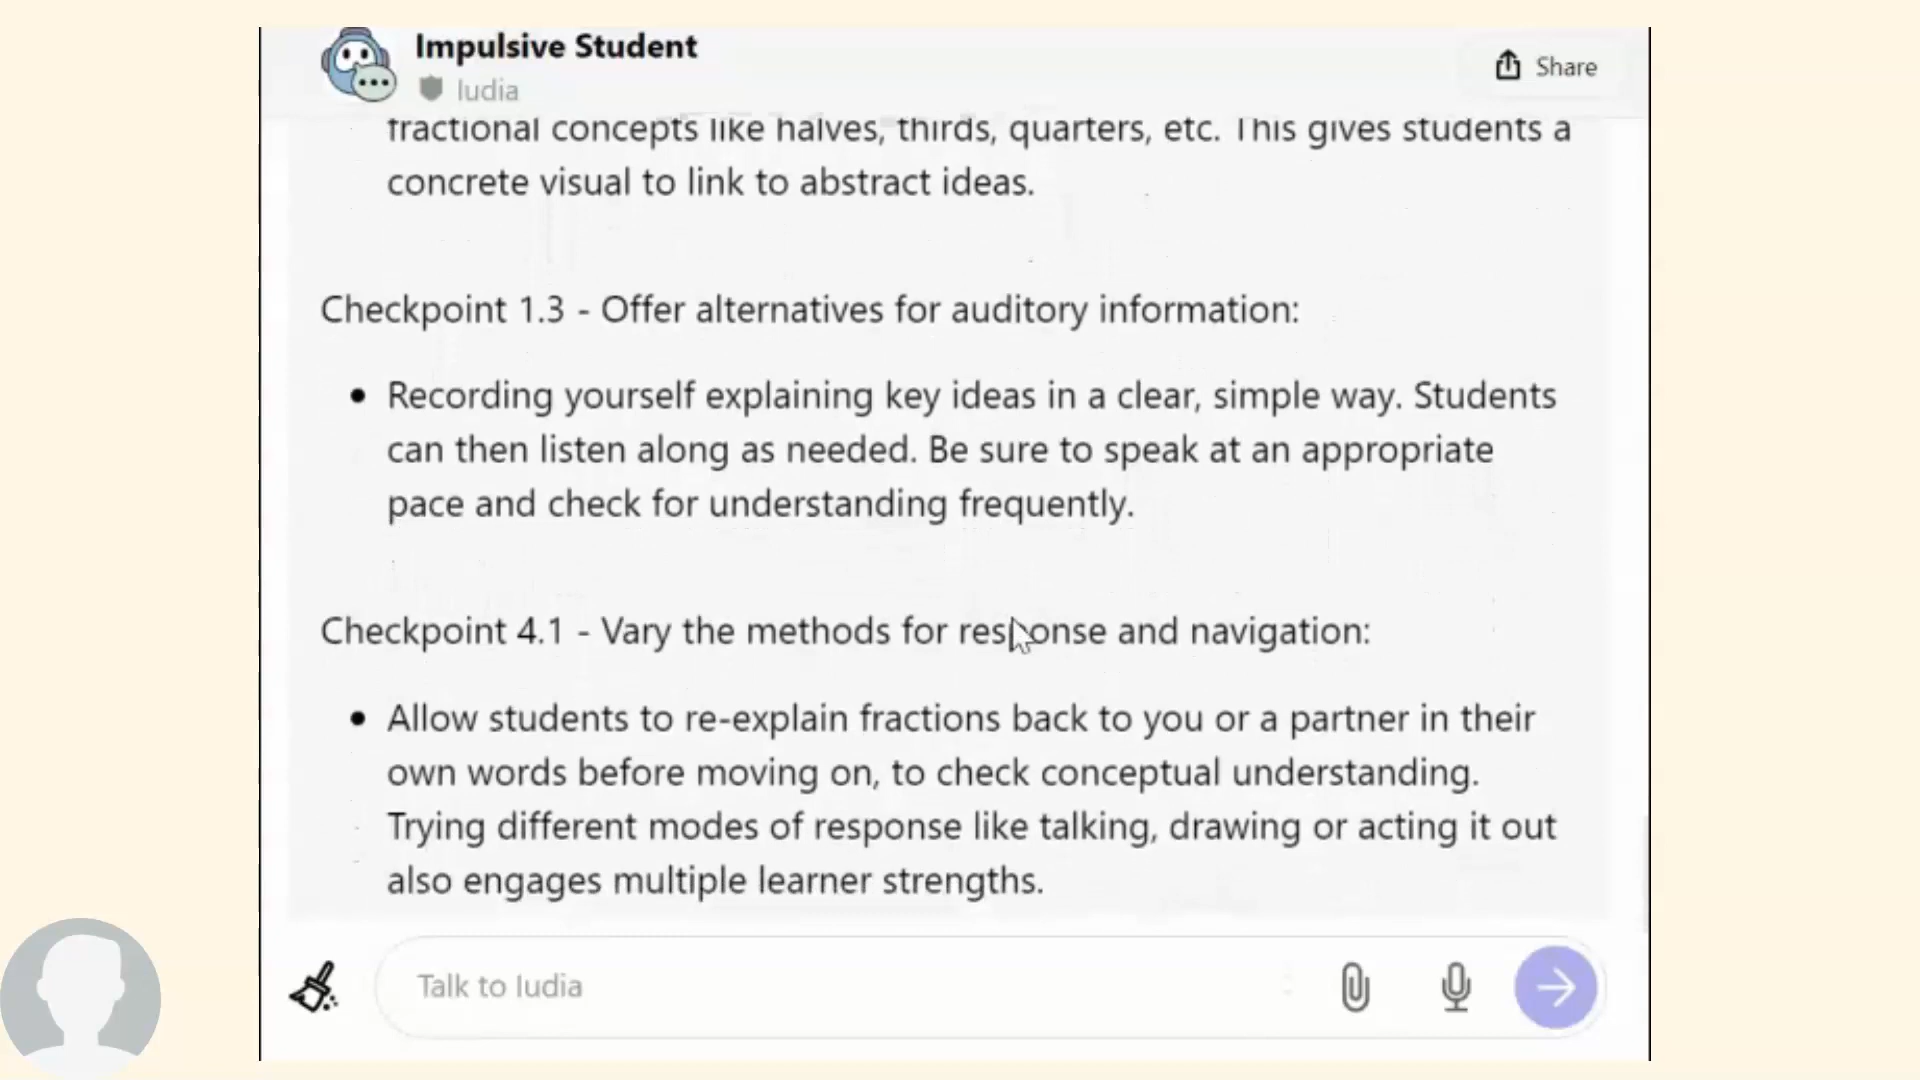 Impulsive Student
ludia
Share
fractional concepts like halves, thirds, quarters, etc. This gives students a
concrete visual to link to abstract ideas.
Checkpoint 1.3 - Offer alternatives for auditory information:
• Recording yourself explaining key ideas in a clear, simple way. Students
can then listen along as needed. Be sure to speak at an appropriate
pace and check for understanding frequently.
Checkpoint 4.1 - Vary the methods for response and navigation:
• Allow students to re-explain fractions back to you or a partner in their
own words before moving on, to check conceptual understanding.
Trying different modes of response like talking, drawing or acting it out
also engages multiple learner strengths.
Talk to ludia